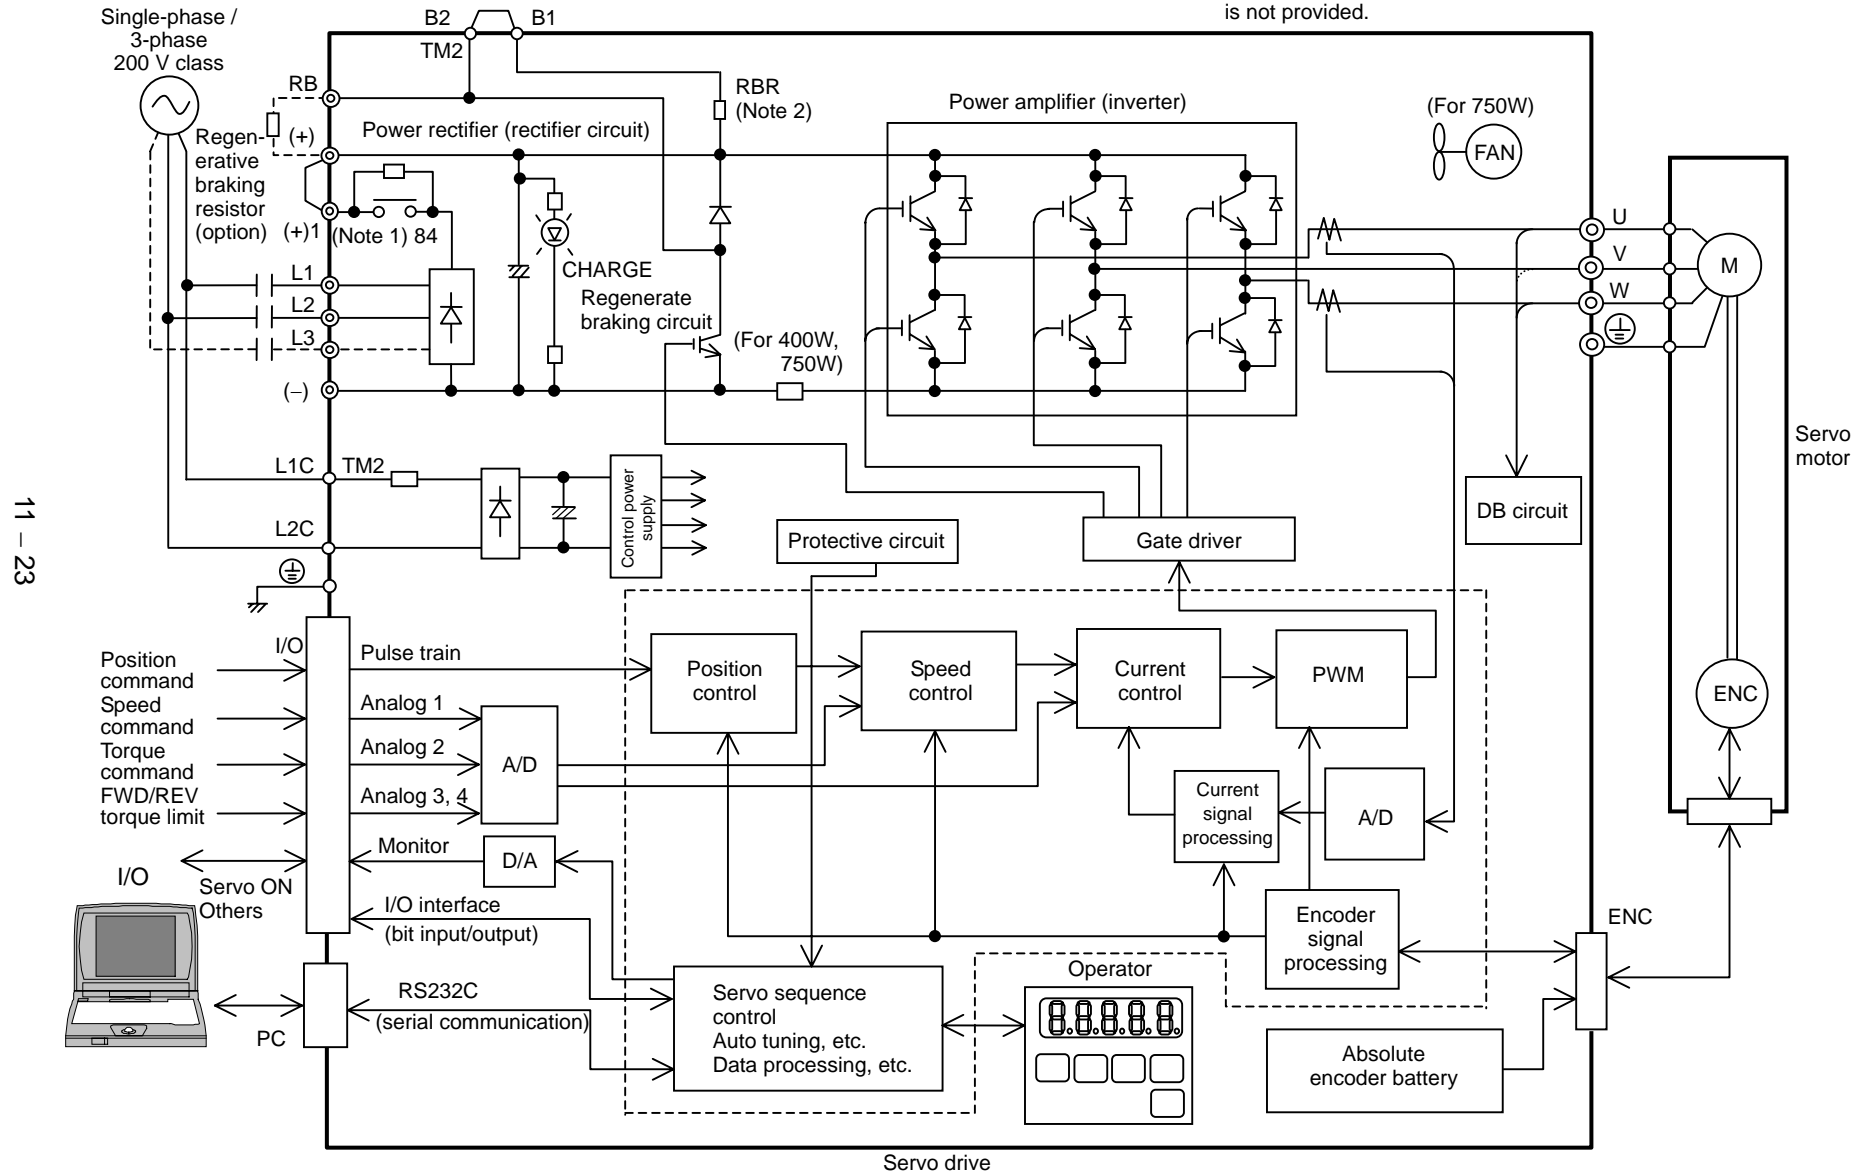 is not provided.
Single-phase /
3-phase
200 V class
B2
B1
TM2
RB
RBR
(Note 2)
Power amplifier (inverter)
(For 750W)
FAN
Regen-
erative
braking
resistor
(option)
(+)
Power rectifier (rectifier circuit)
(+)1
(Note 1) 84
L1
L2
L3
(–)
CHARGE
Regenerate
braking circuit
(For 400W,
750W)
U
V
W
M
Servo
motor
L1C
TM2
L2C
Control power
supply
Protective circuit
Gate driver
DB circuit
11 – 23
I/O
Position
command
Speed
command
Torque
command
FWD/REV
torque limit
Pulse train
Analog 1
Analog 2
Analog 3, 4
A/D
Position
control
Speed
control
Current
control
PWM
ENC
Current
signal
processing
A/D
Monitor
D/A
I/O
Servo ON
Others
I/O interface
(bit input/output)
Encoder
signal
processing
ENC
PC
RS232C
(serial communication)
Servo sequence
control
Auto tuning, etc.
Data processing, etc.
Operator
8.8.8.8.8.
Absolute
encoder battery
Servo drive